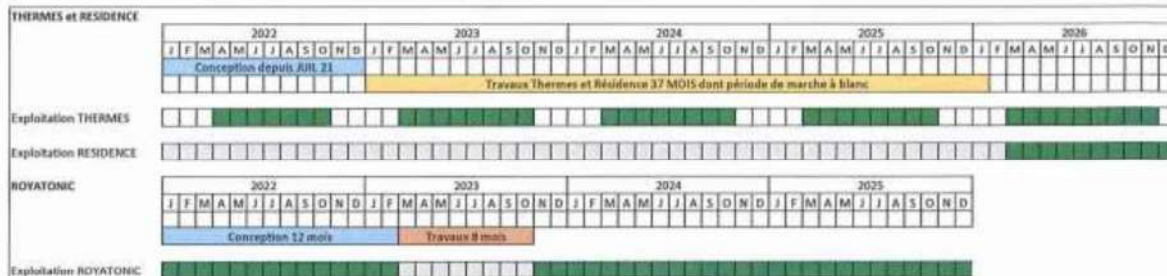 THERMES et RESIDENCE
2022 2023 2024 2025 2026
J F M A M J J A S O N D J F M A M J J A S O N D J F M A M J J A S O N D J F M A M J J A S O N D J F M A M J J A S O N D
Conception depuis JUIL 21
Travaux Thermes et Résidence 37 MOIS dont période de marche à blanc
Exploitation THERMES
Exploitation RESIDENCE
ROYATONIC
2022 2023 2024 2025
J F M A M J J A S O N D J F M A M J J A S O N D J F M A M J J A S O N D J F M A M J J A S O N D
Conception 12 mois Travaux 8 mois
Exploitation ROYATONIC